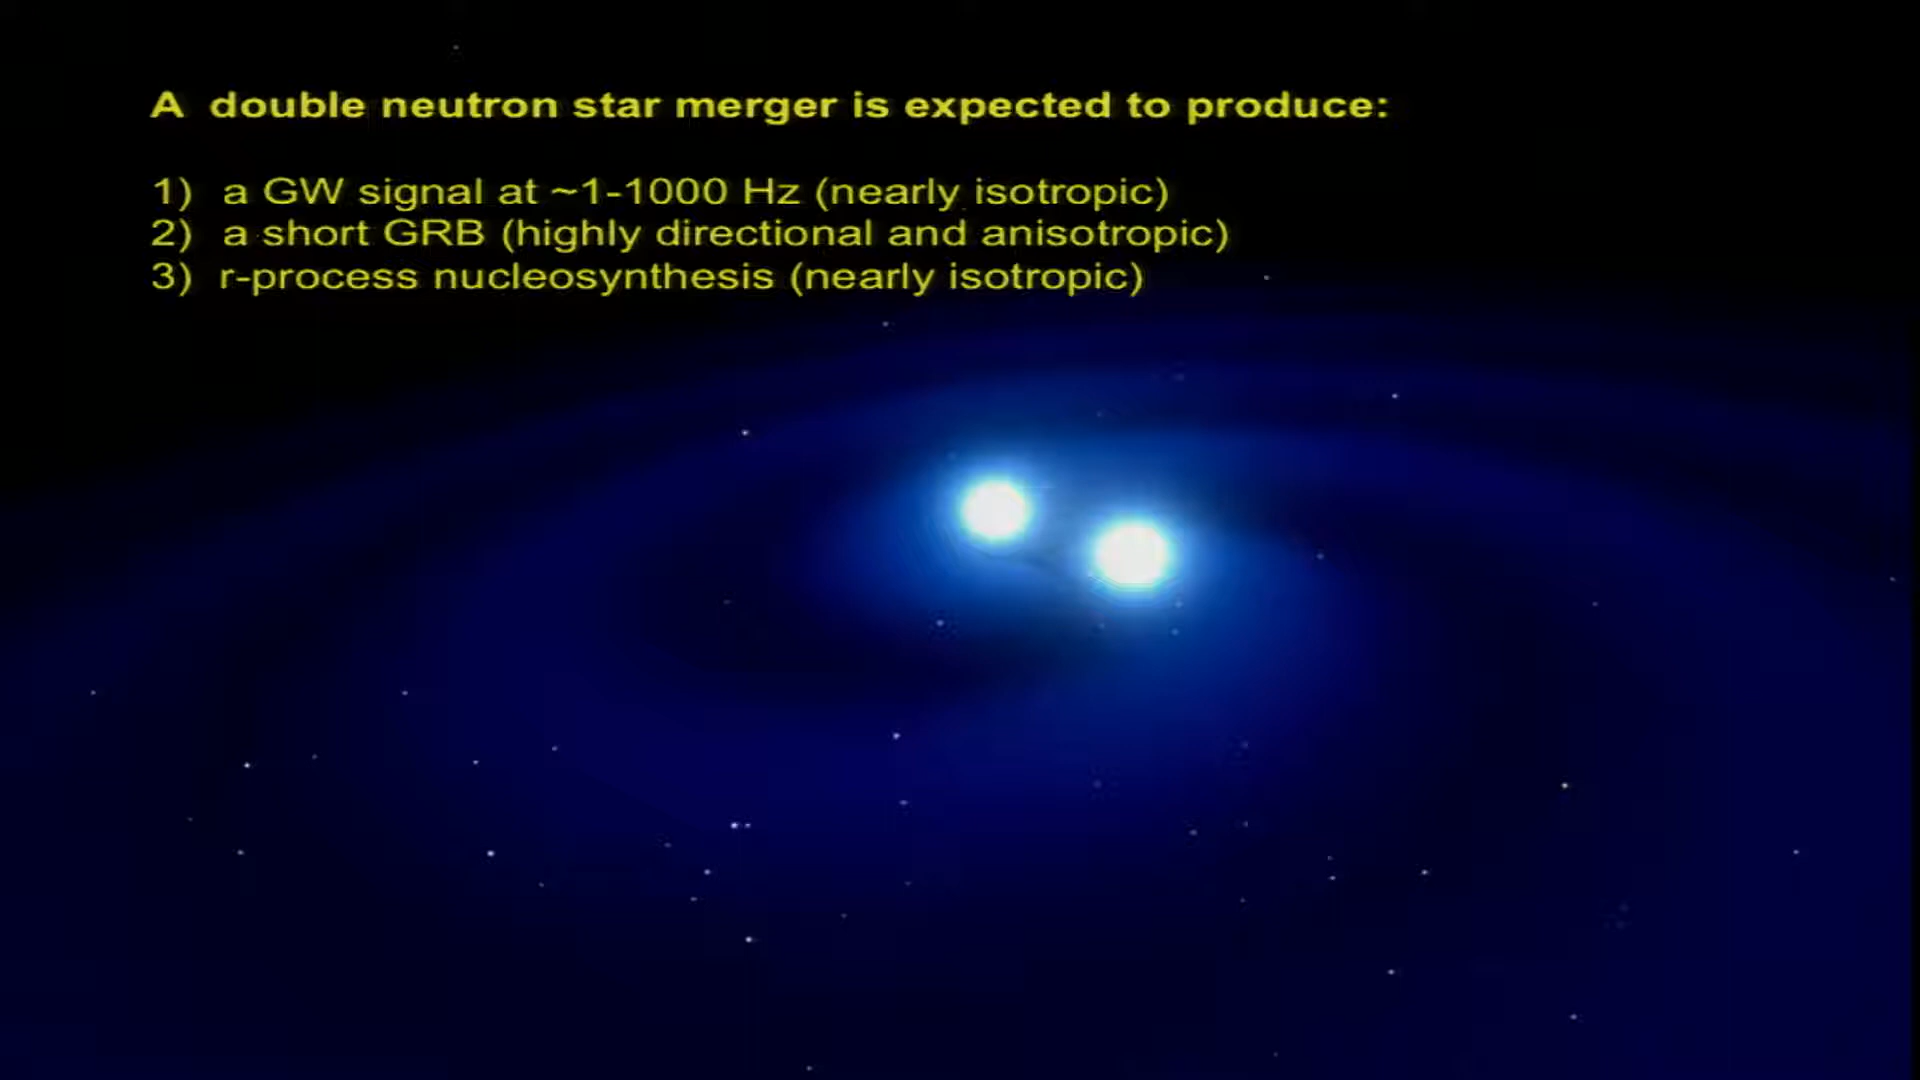 A double neutron star merger is expected to produce:
1) a GW signal at ~1-1000 Hz (nearly isotropic)
2) a short GRB (highly directional and anisotropic)
3) r-process nucleosynthesis (nearly isotropic)